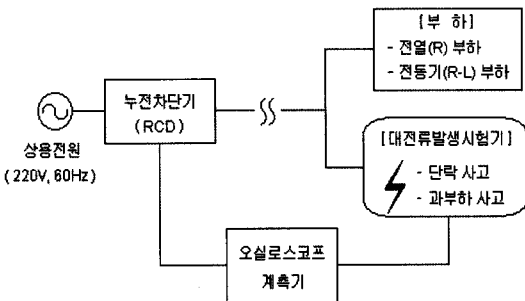 [부 하]
- 전열(R) 부하
- 전동기(R-L) 부하
누전차단기
(RCD)
상용전원
(220V, 60Hz)
[대전류발생시험기]
- 단락 사고
- 과부하 사고
오실로스코프
계측기